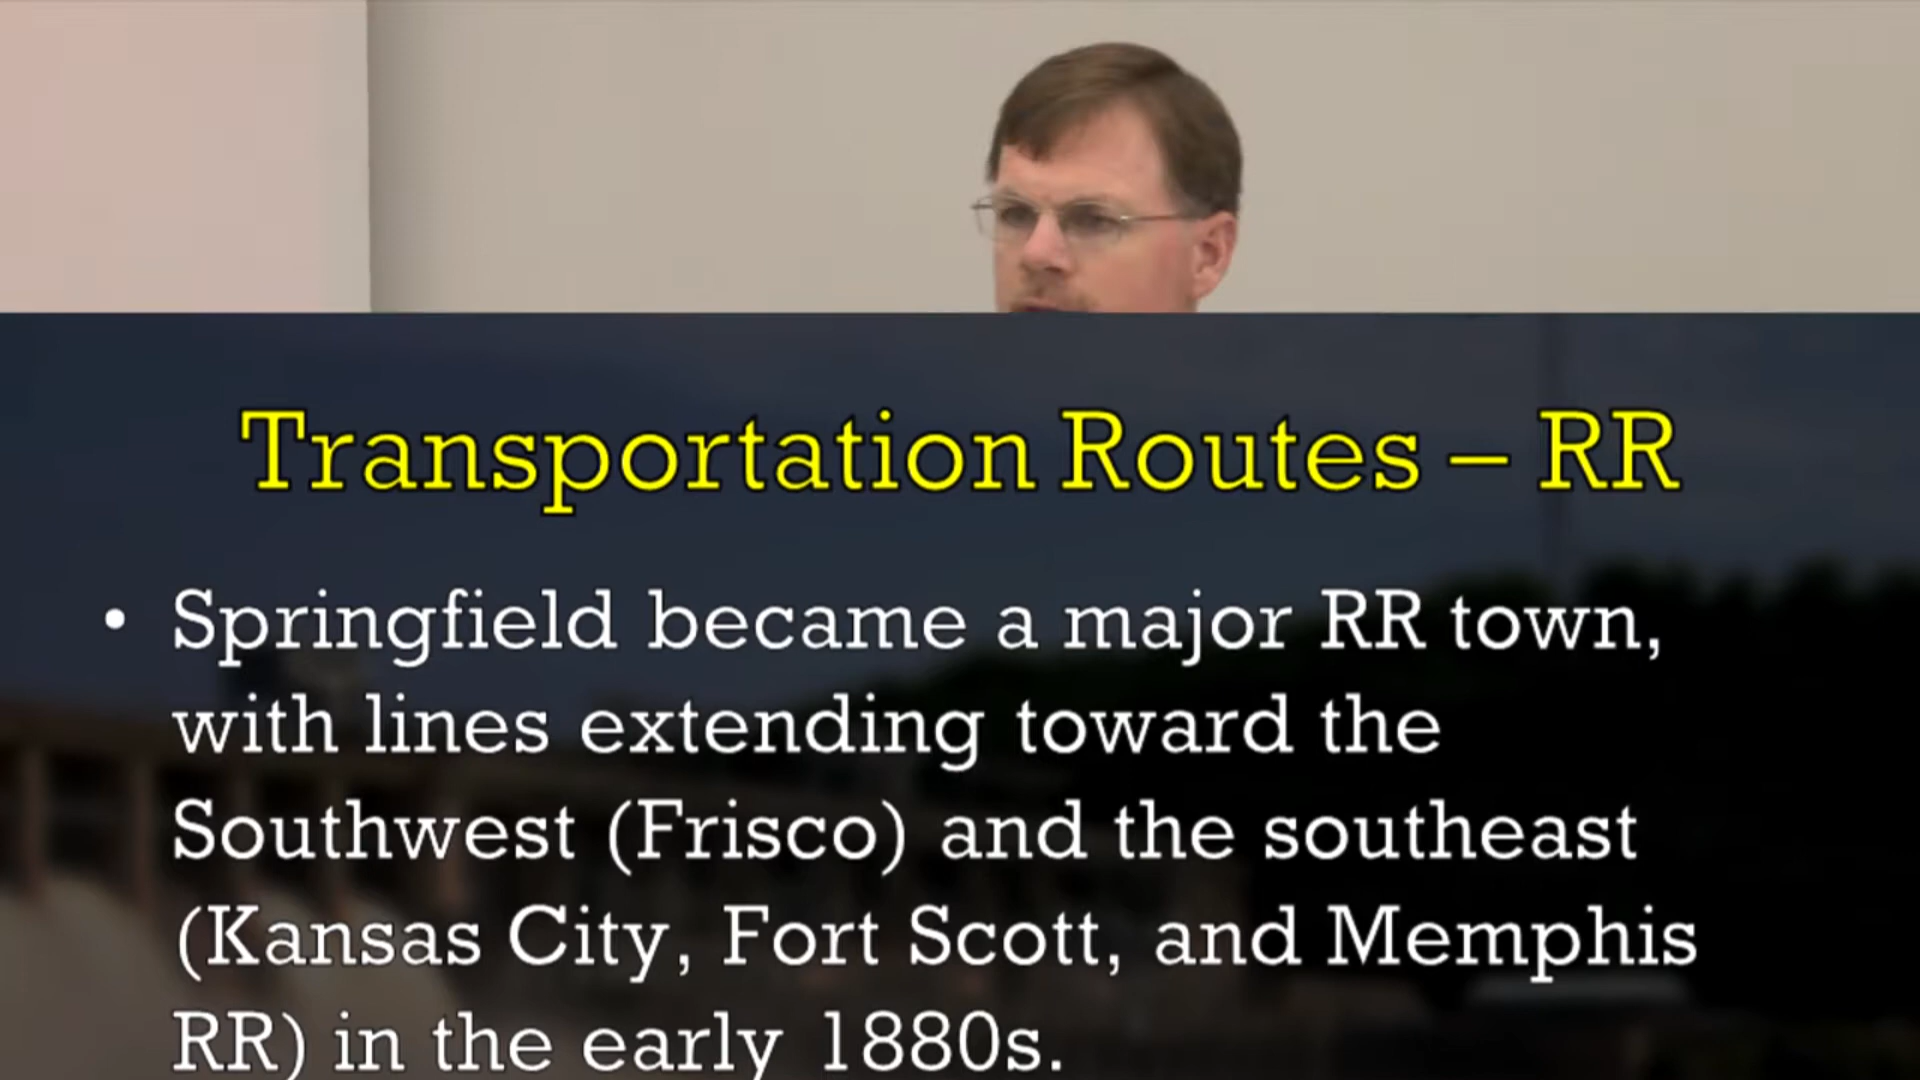 Transportation Routes – RR
• Springfield became a major RR town,
with lines extending toward the
Southwest (Frisco) and the southeast
(Kansas City, Fort Scott, and Memphis
RR) in the early 1880s.